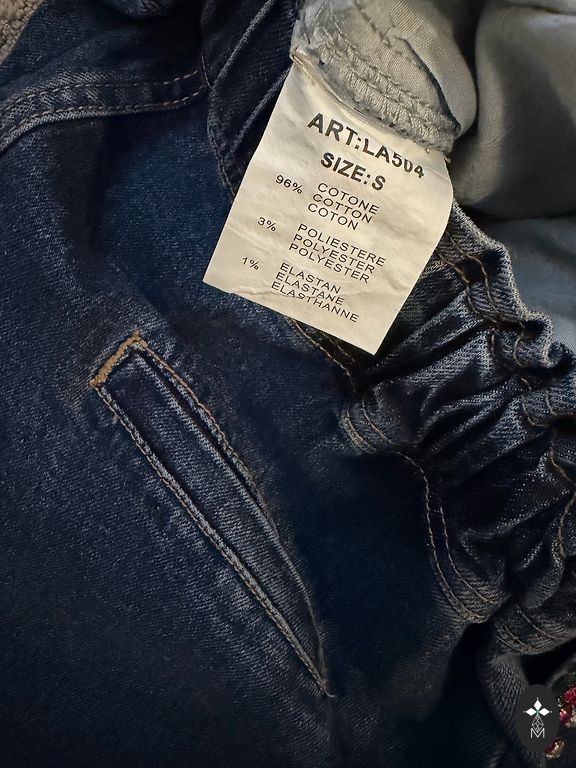 ART:LA504
SIZE:S
96% COTONE
COTTON
COTON
3% POLIESTERE
POLYESTER
POLYESTER
1% ELASTAN
ELASTANE
ELASTHANNE
M